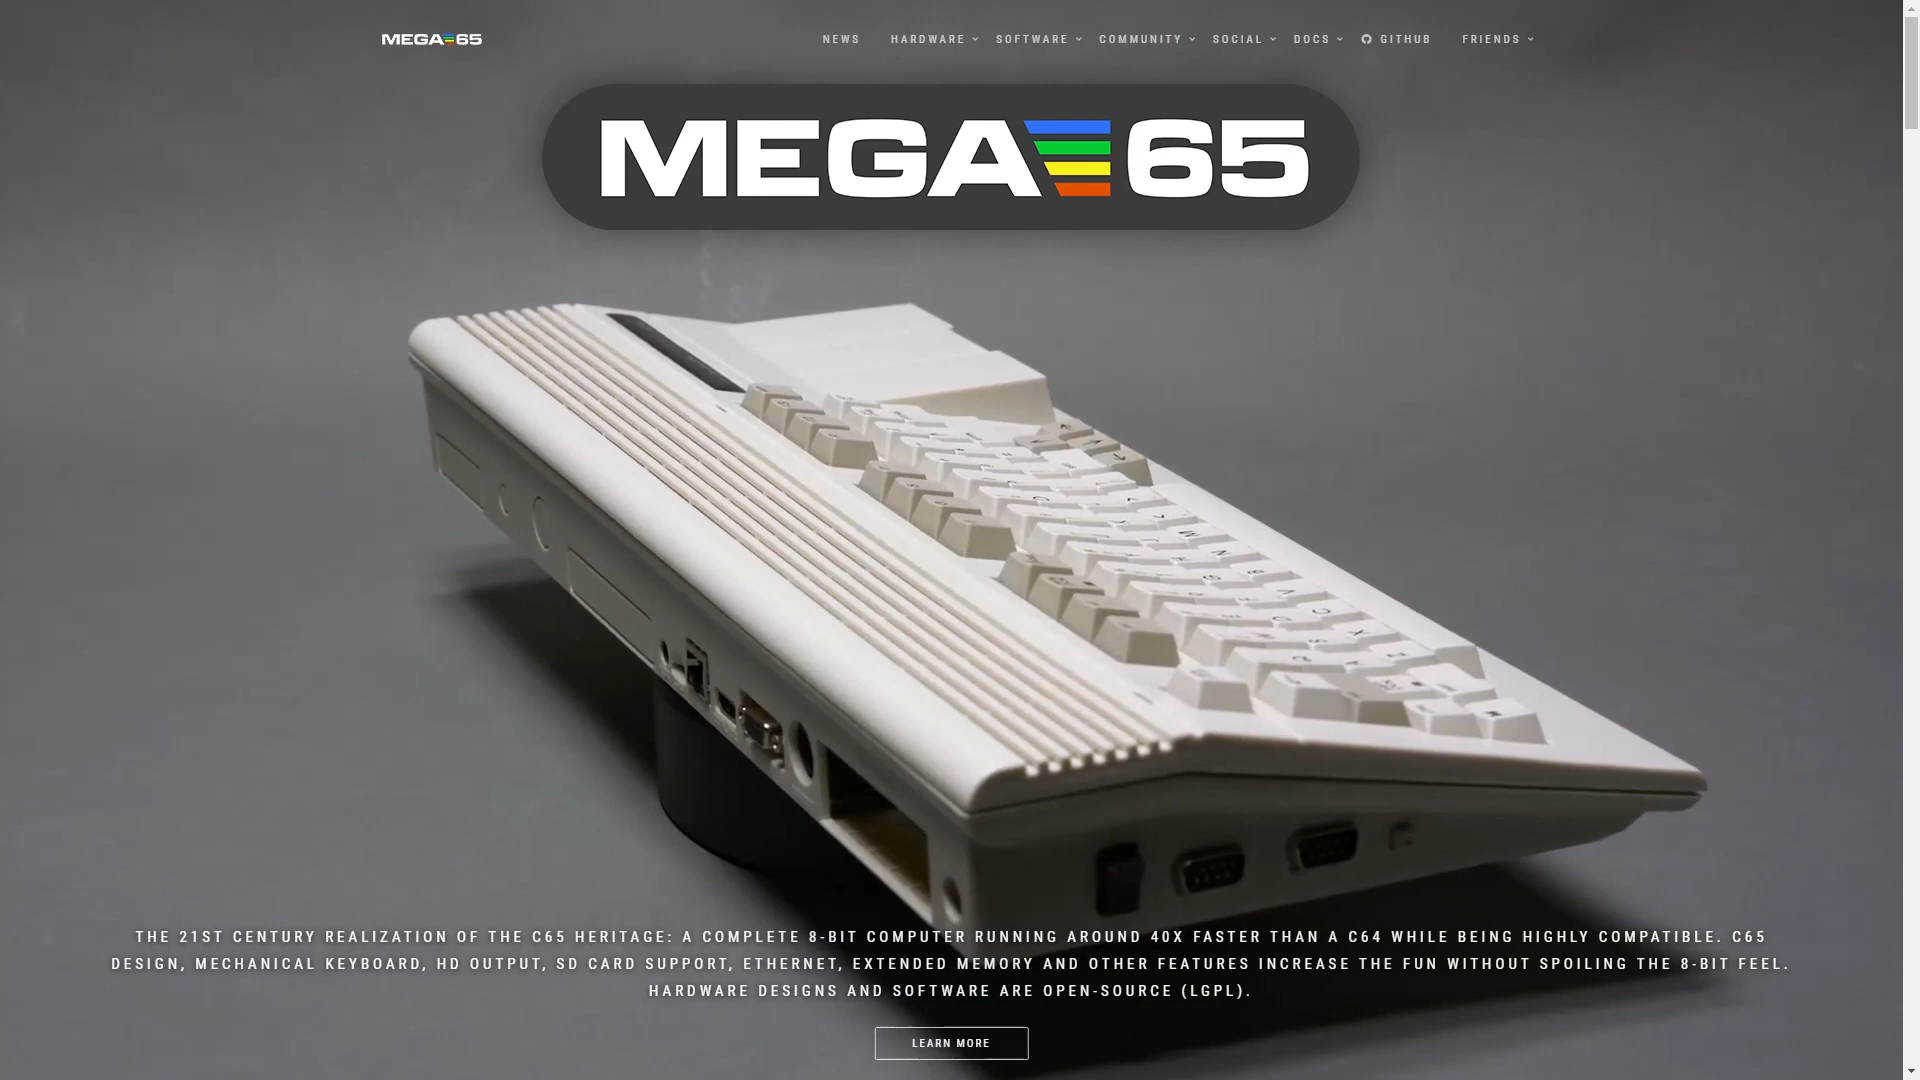 MEGA65
NEWS HARDWARE SOFTWARE COMMUNITY SOCIAL DOCS GITHUB FRIENDS
MEGA65
THE 21ST CENTURY REALIZATION OF THE C65 HERITAGE: A COMPLETE 8-BIT COMPUTER RUNNING AROUND 40X FASTER THAN A C64 WHILE BEING HIGHLY COMPATIBLE. C65
DESIGN, MECHANICAL KEYBOARD, HD OUTPUT, SD CARD SUPPORT, ETHERNET, EXTENDED MEMORY AND OTHER FEATURES INCREASE THE FUN WITHOUT SPOILING THE 8-BIT FEEL.
HARDWARE DESIGNS AND SOFTWARE ARE OPEN-SOURCE (LGPL).
LEARN MORE